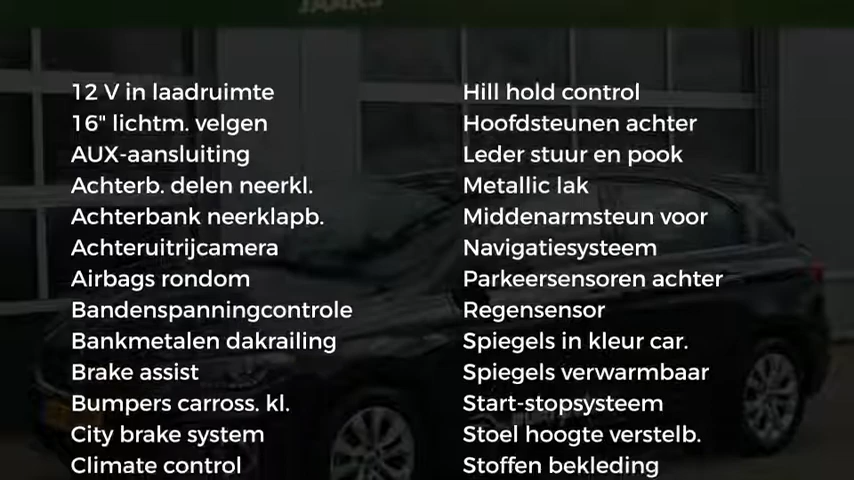 JAARS
12 V in laadruimte
16" lichtm. velgen
AUX-aansluiting
Achterb. delen neerkl.
Achterbank neerklapb.
Achteruitrijcamera
Airbags rondom
Bandenspanningcontrole
Bankmetalen dakrailing
Brake assist
Bumpers carross. kl.
City brake system
Climate control
Hill hold control
Hoofdsteunen achter
Leder stuur en pook
Metallic lak
Middenarmsteun voor
Navigatiesysteem
Parkeersensoren achter
Regensensor
Spiegels in kleur car.
Spiegels verwarmbaar
Start-stopsysteem
Stoel hoogte verstelb.
Stoffen bekleding